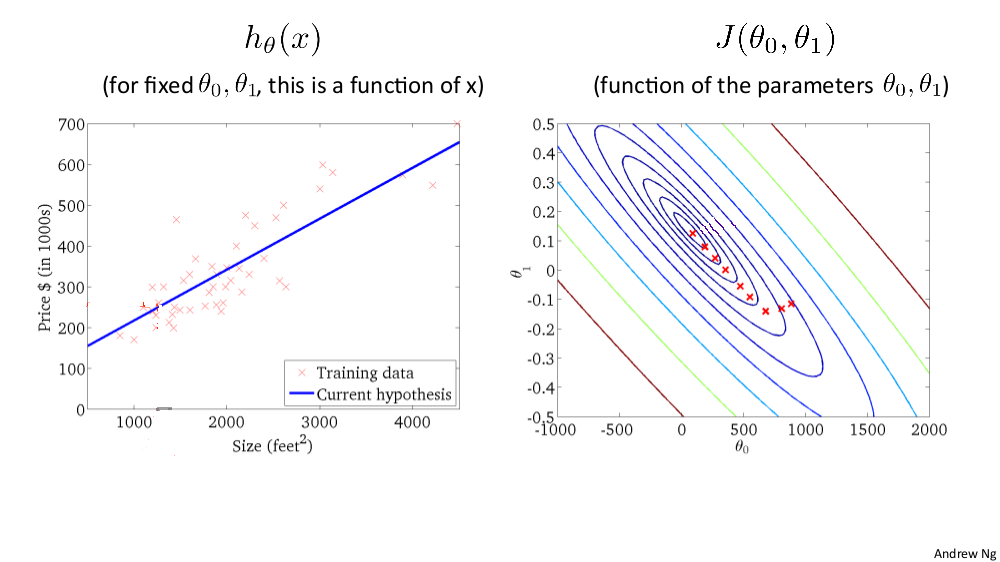 hθ(x)
(for fixed θ0, θ1, this is a function of x)
700
600
500
400
300
200
100
0
Price $ (in 1000s)
1000 2000 3000 4000
Size (feet2)
Training data
Current hypothesis
J(θ0, θ1)
(function of the parameters θ0, θ1)
0.5
0.4
0.3
0.2
0.1
0
-0.1
-0.2
-0.3
-0.4
-0.5
θ1
-1000 -500 0 500 1000 1500 2000
θ0
Andrew Ng